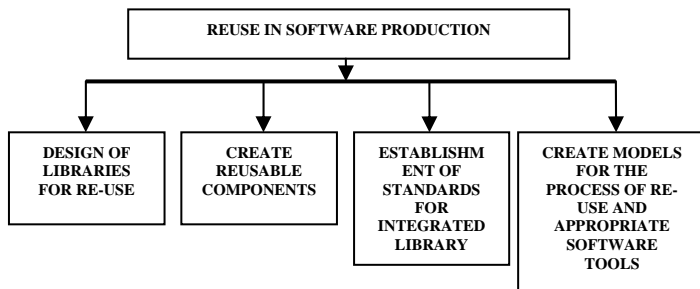 REUSE IN SOFTWARE PRODUCTION
DESIGN OF
LIBRARIES
FOR RE-USE
CREATE
REUSABLE
COMPONENTS
ESTABLISHM
ENT OF
STANDARDS
FOR
INTEGRATED
LIBRARY
CREATE MODELS
FOR THE
PROCESS OF RE-
USE AND
APPROPRIATE
SOFTWARE
TOOLS